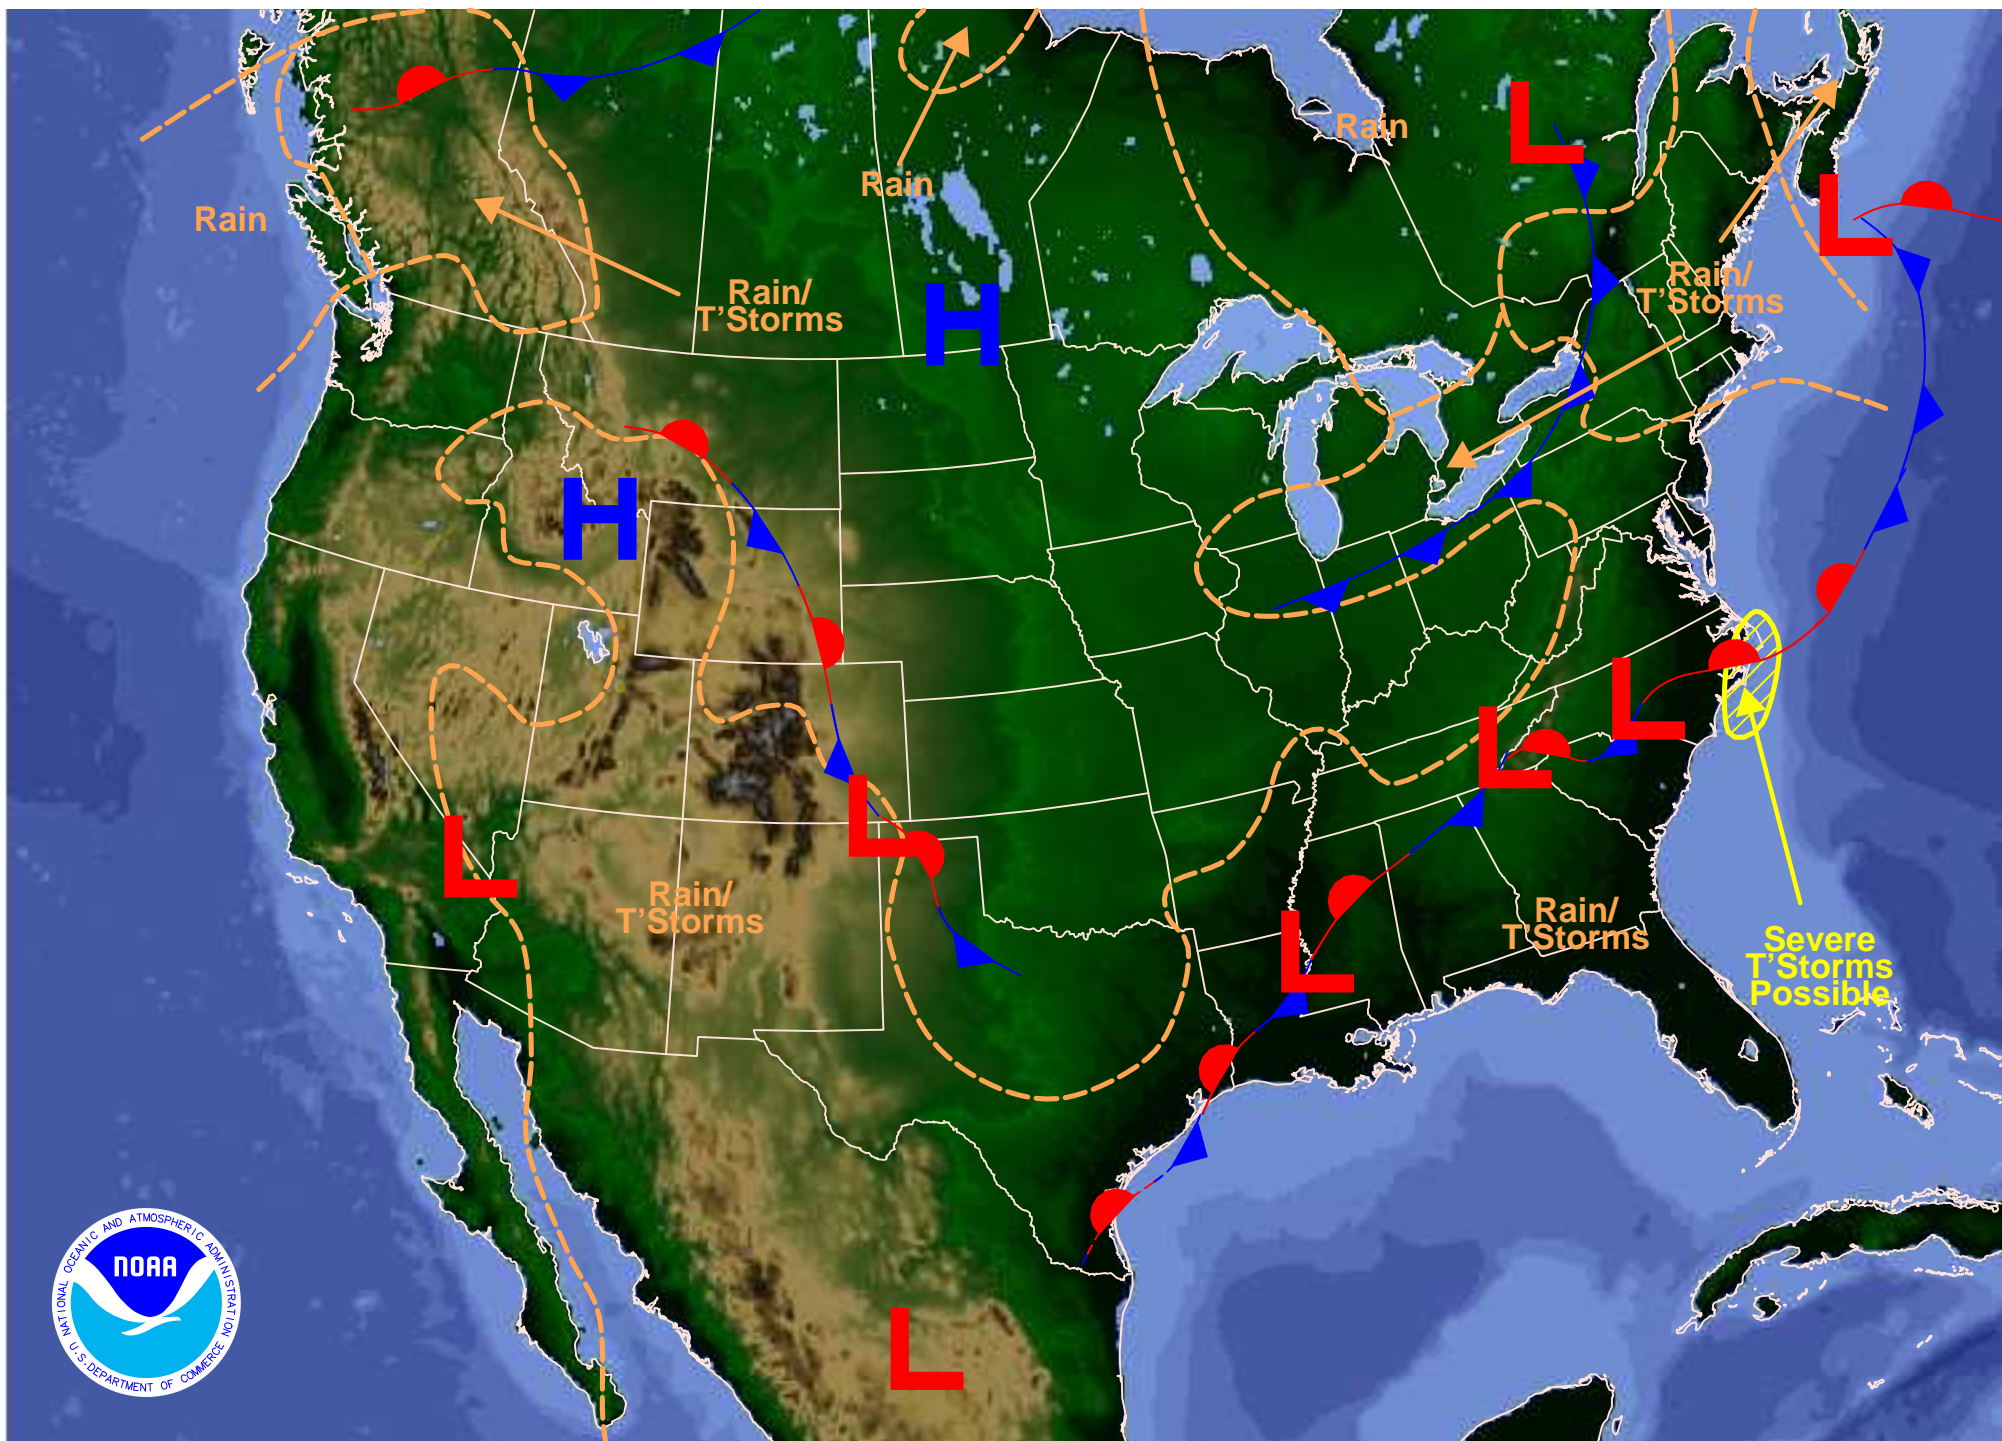 L
Rain
Rain
L
Rain
Rain/
T'Storms
Rain/
T'Storms
H
H
L
L
L
L
Rain/
T'Storms
Rain/
T'Storms
L
L
Severe
T'Storms
Possible
L
NATIONAL OCEANIC AND ATMOSPHERIC ADMINISTRATION
NOAA
U.S. DEPARTMENT OF COMMERCE